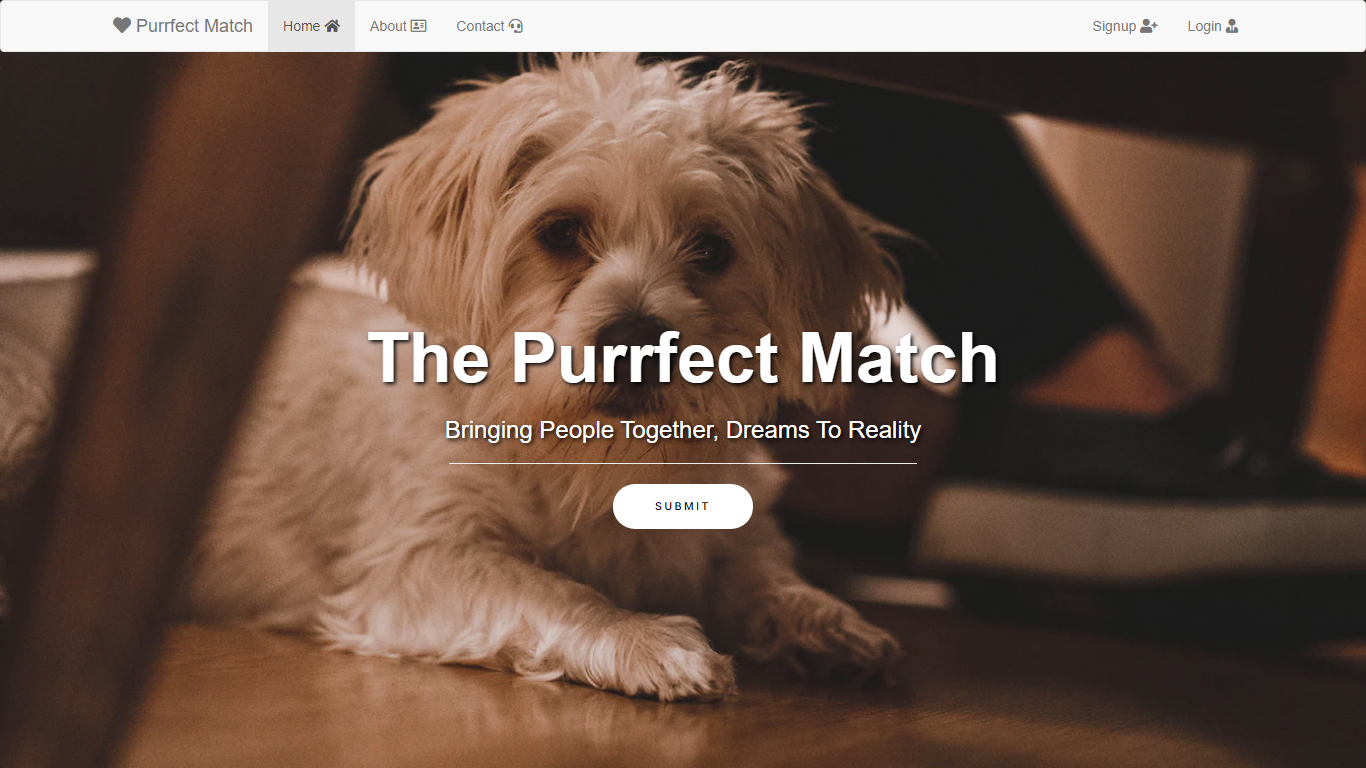 Purrfect Match
Home
About
Contact
Signup
Login
The Purrfect Match
Bringing People Together, Dreams To Reality
SUBMIT